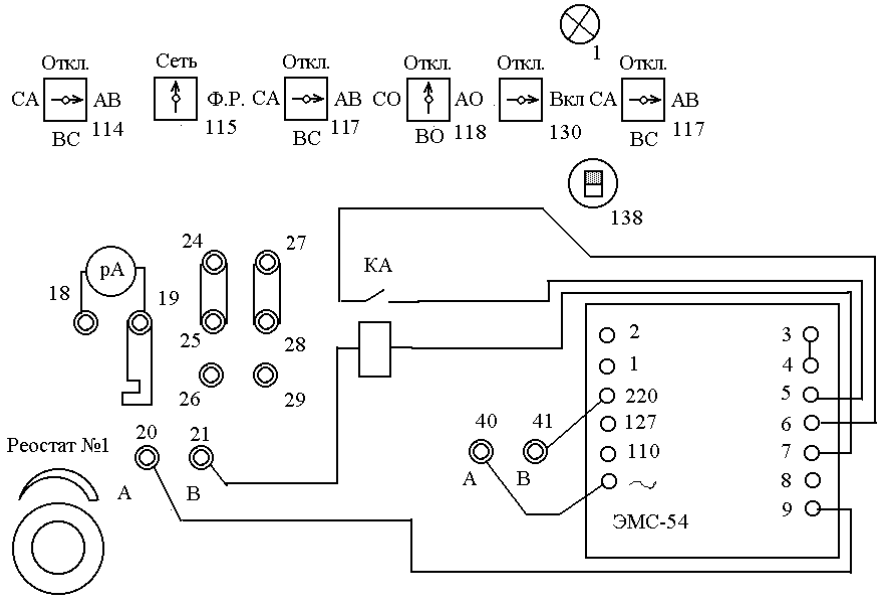 1
Откл. Сеть Откл. Откл. Откл. Откл.
СА АВ Ф.Р. СА АВ СО АО Вкл СА АВ
ВС 114 115 ВС 117 ВО 118 130 ВС 117
138
24 27
КА
рА
18 19
25 28
26 29
2 3
1 4
220 5
127 6
110 7
8
9
ЭМС-54
40 41
А В
20 21
А В
Реостат №1